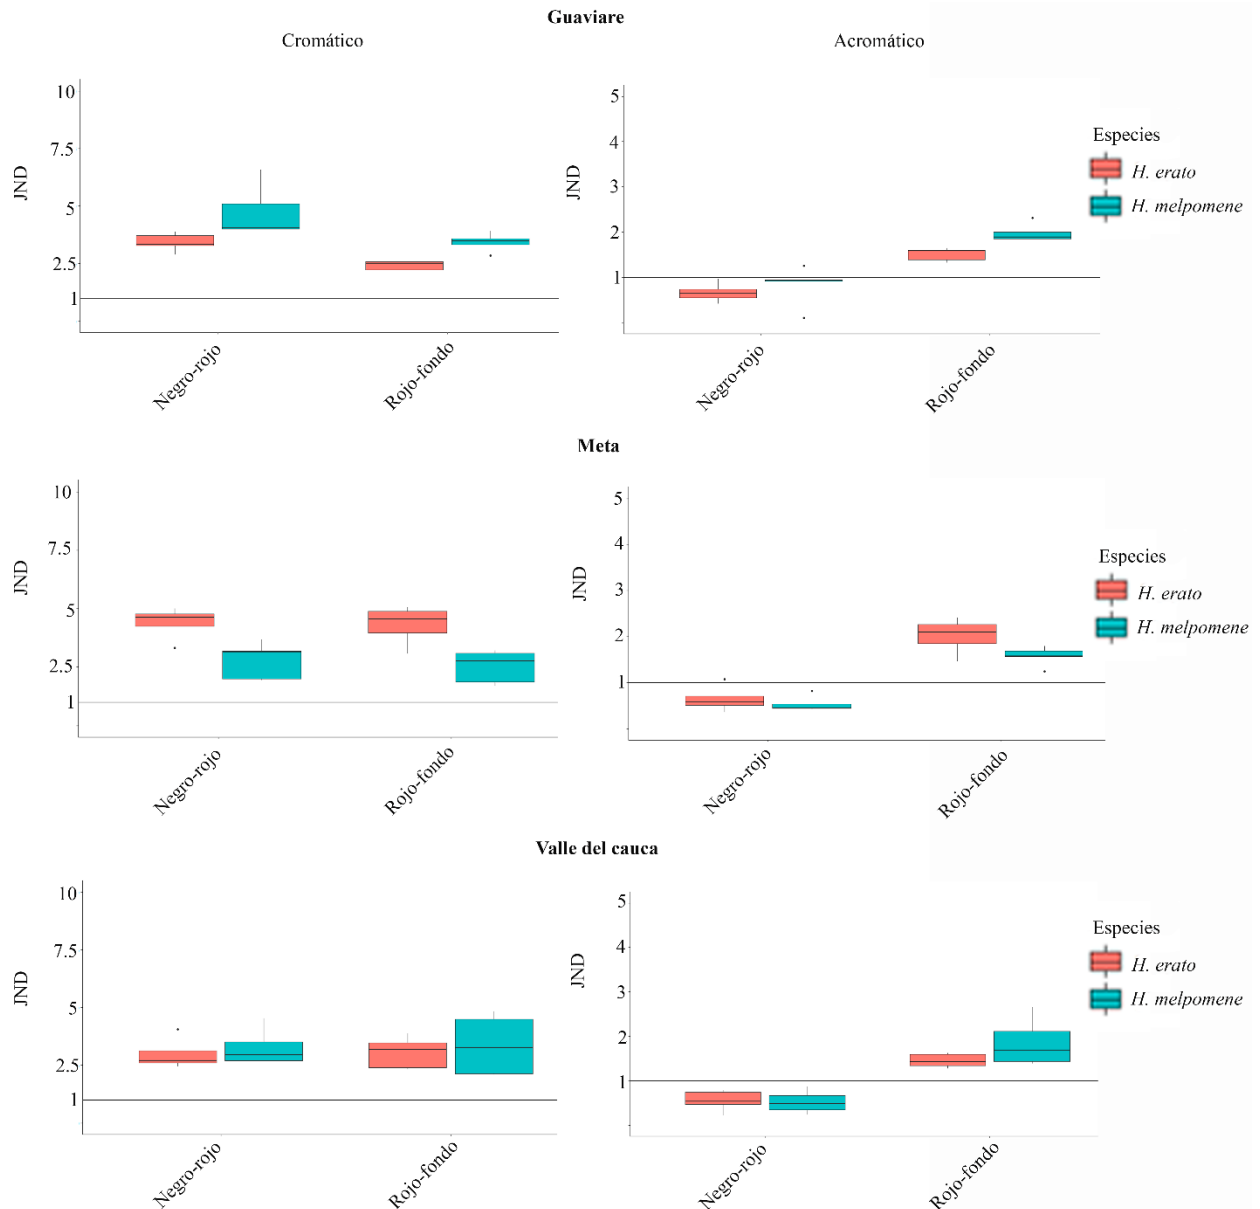 Guaviare
Cromático
Acromático
10
7.5
5
2.5
1
JND
Negro-rojo
Rojo-fondo
5
4
3
2
1
JND
Negro-rojo
Rojo-fondo
Especies
H. erato
H. melpomene
Meta
10
7.5
5
2.5
1
JND
Negro-rojo
Rojo-fondo
5
4
3
2
1
JND
Negro-rojo
Rojo-fondo
Especies
H. erato
H. melpomene
Valle del cauca
10
7.5
5
2.5
1
JND
Negro-rojo
Rojo-fondo
5
4
3
2
1
JND
Negro-rojo
Rojo-fondo
Especies
H. erato
H. melpomene